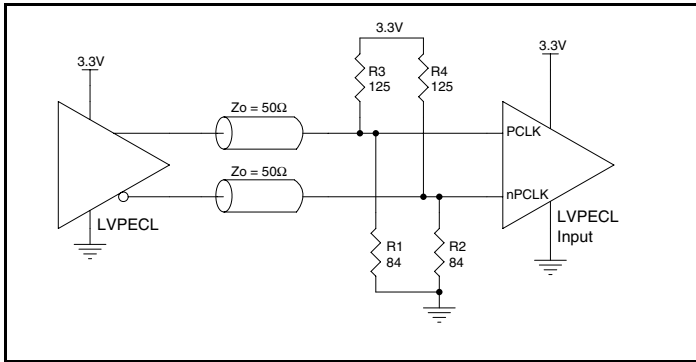 3.3V
3.3V
3.3V
R3
125
R4
125
Zo = 50Ω
PCLK
Zo = 50Ω
nPCLK
LVPECL
LVPECL
Input
R1
84
R2
84